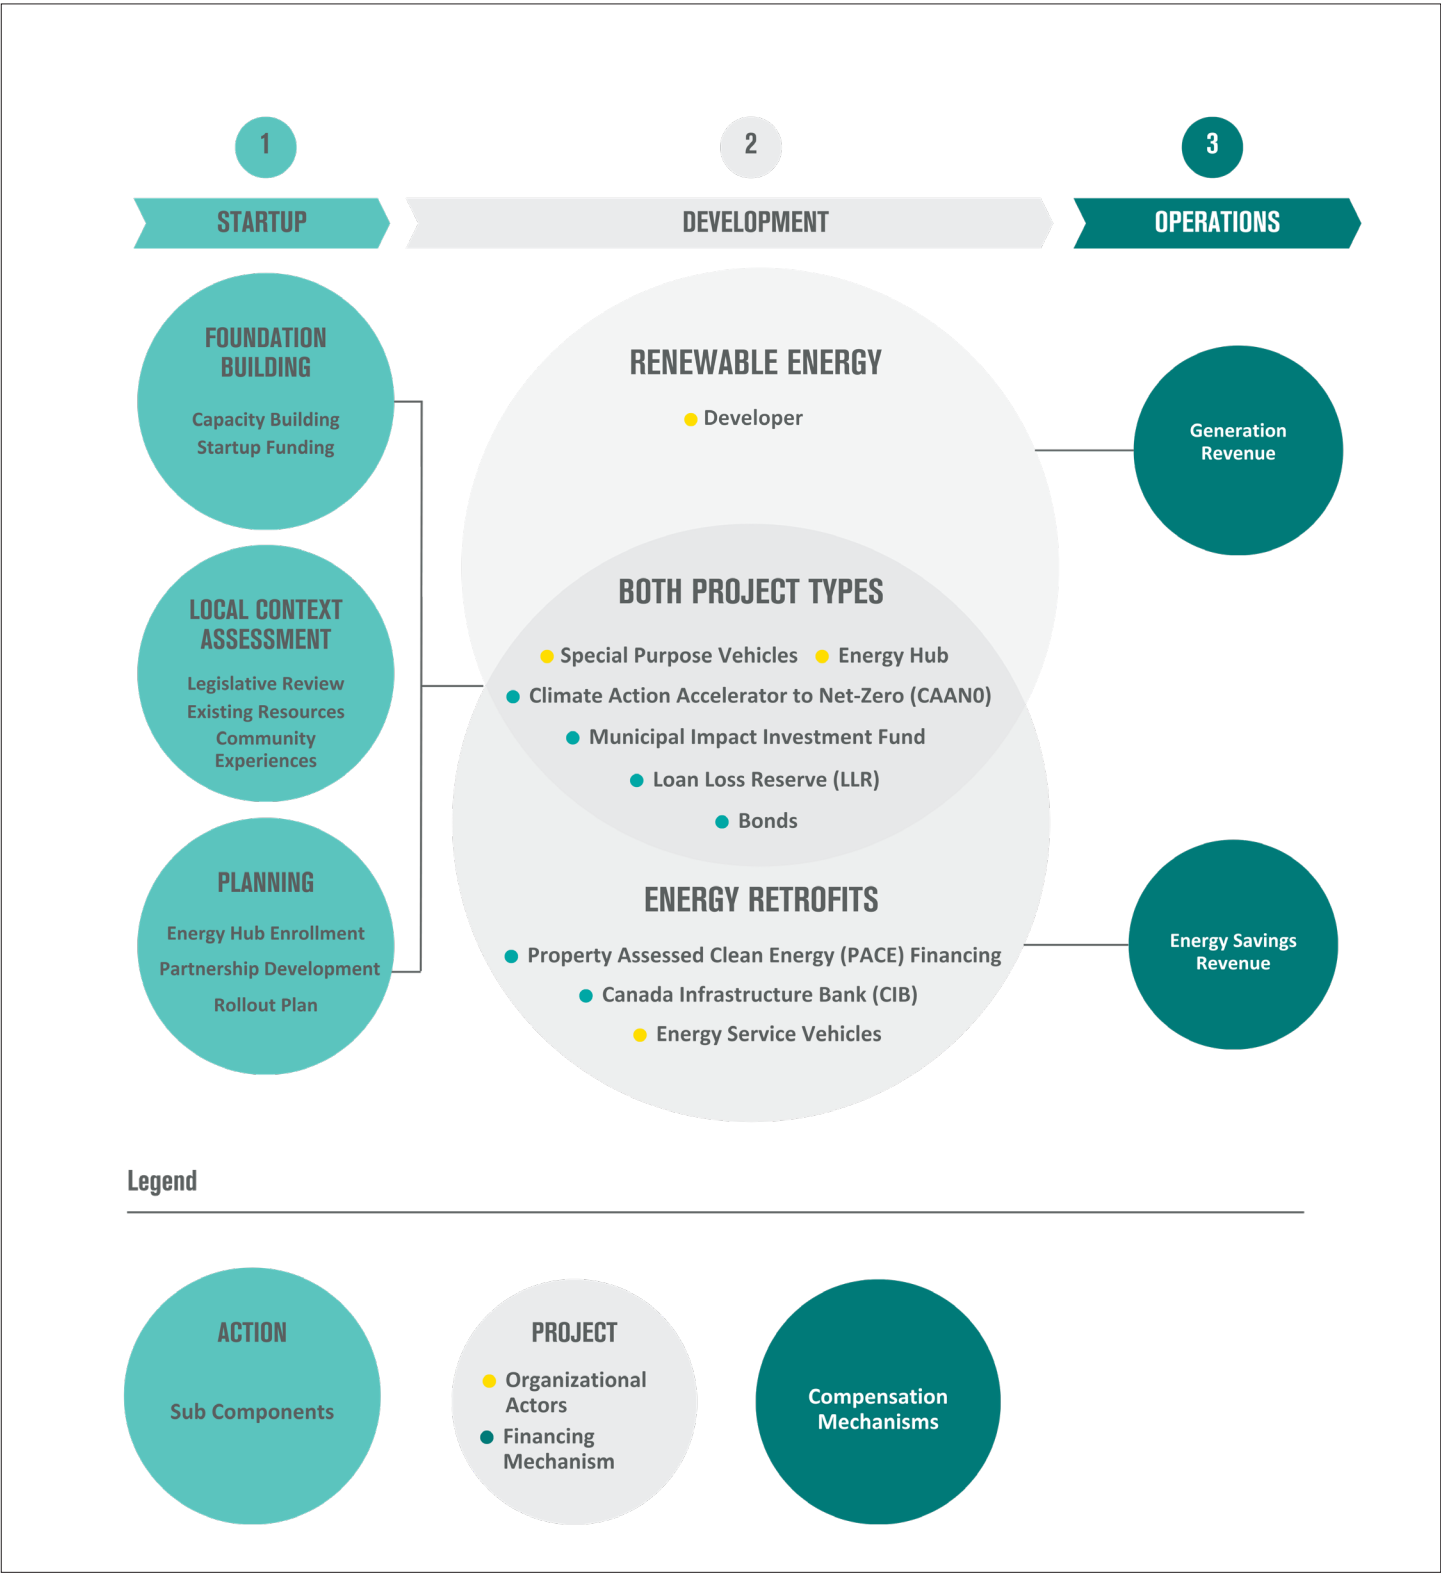 1
2
3
STARTUP
DEVELOPMENT
OPERATIONS
FOUNDATION
BUILDING
Capacity Building
Startup Funding
LOCAL CONTEXT
ASSESSMENT
Legislative Review
Existing Resources
Community
Experiences
PLANNING
Energy Hub Enrollment
Partnership Development
Rollout Plan
RENEWABLE ENERGY
Developer
BOTH PROJECT TYPES
Special Purpose Vehicles
Energy Hub
Climate Action Accelerator to Net-Zero (CAAN0)
Municipal Impact Investment Fund
Loan Loss Reserve (LLR)
Bonds
ENERGY RETROFITS
Property Assessed Clean Energy (PACE) Financing
Canada Infrastructure Bank (CIB)
Energy Service Vehicles
Generation
Revenue
Energy Savings
Revenue
Legend
ACTION
Sub Components
PROJECT
Organizational
Actors
Financing
Mechanism
Compensation
Mechanisms